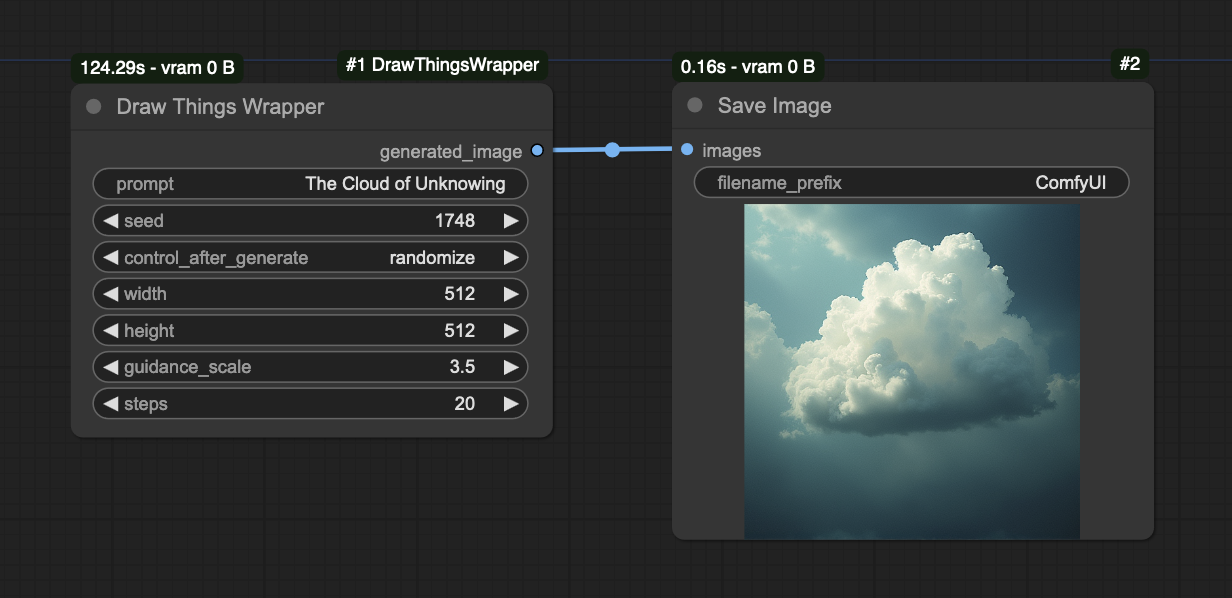 124.29s - vram 0 B
#1 DrawThingsWrapper
Draw Things Wrapper
generated_image
prompt The Cloud of Unknowing
seed 1748
control_after_generate randomize
width 512
height 512
guidance_scale 3.5
steps 20
0.16s - vram 0 B
#2
Save Image
images
filename_prefix ComfyUI